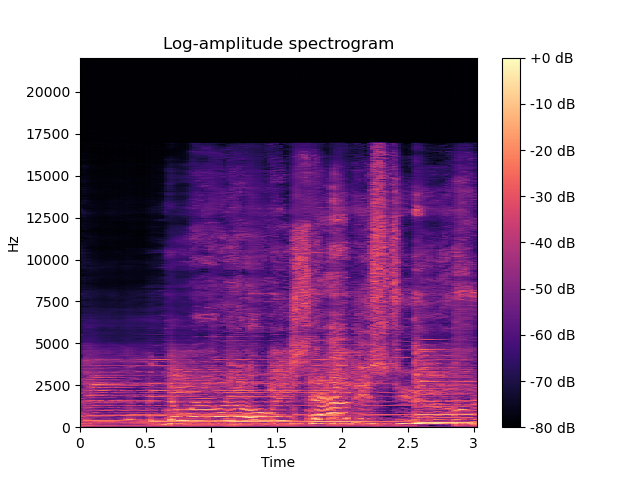 Log-amplitude spectrogram
Hz
20000
17500
15000
12500
10000
7500
5000
2500
0
0 0.5 1 1.5 2 2.5 3
Time
+0 dB
-10 dB
-20 dB
-30 dB
-40 dB
-50 dB
-60 dB
-70 dB
-80 dB